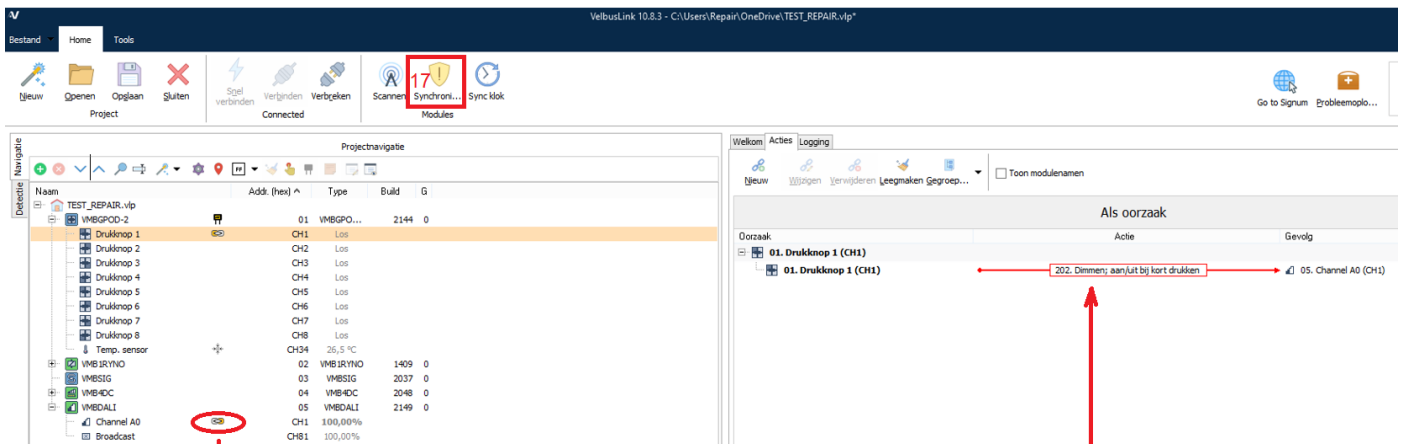 VelbusLink 10.8.3 - C:\Users\Repair\OneDrive\TEST_REPAIR.vlp*
Bestand Home Tools
Nieuw Openen Opslaan Sluiten Snel verbinden Verbinden Verbreken Scannen 17 Synchroni... Sync klok Go to Signum Probleemoplo...
Project Connected Modules
Navigatie
Detectie
Projectnavigatie
Naam Addr. (hex) Type Build G
TEST_REPAIR.vlp
VMBGPOD-2 01 VMBGPO... 2144 0
Drukknop 1 CH1 Los
Drukknop 2 CH2 Los
Drukknop 3 CH3 Los
Drukknop 4 CH4 Los
Drukknop 5 CH5 Los
Drukknop 6 CH6 Los
Drukknop 7 CH7 Los
Drukknop 8 CH8 Los
Temp. sensor CH34 26,5 °C
VMB1RYNO 02 VMB1RYNO 1409 0
VMBSIG 03 VMBSIG 2037 0
VMB4DC 04 VMB4DC 2048 0
VMBDALI 05 VMBDALI 2149 0
Channel A0 CH1 100,00%
Broadcast CH81 100,00%
Welkom Acties Logging
Nieuw Wijzigen Verwijderen Leegmaken Gegroep... Toon modulenamen
Als oorzaak
Oorzaak Actie Gevolg
01. Drukknop 1 (CH1)
01. Drukknop 1 (CH1) 202. Dimmen; aan/uit bij kort drukken 05. Channel A0 (CH1)